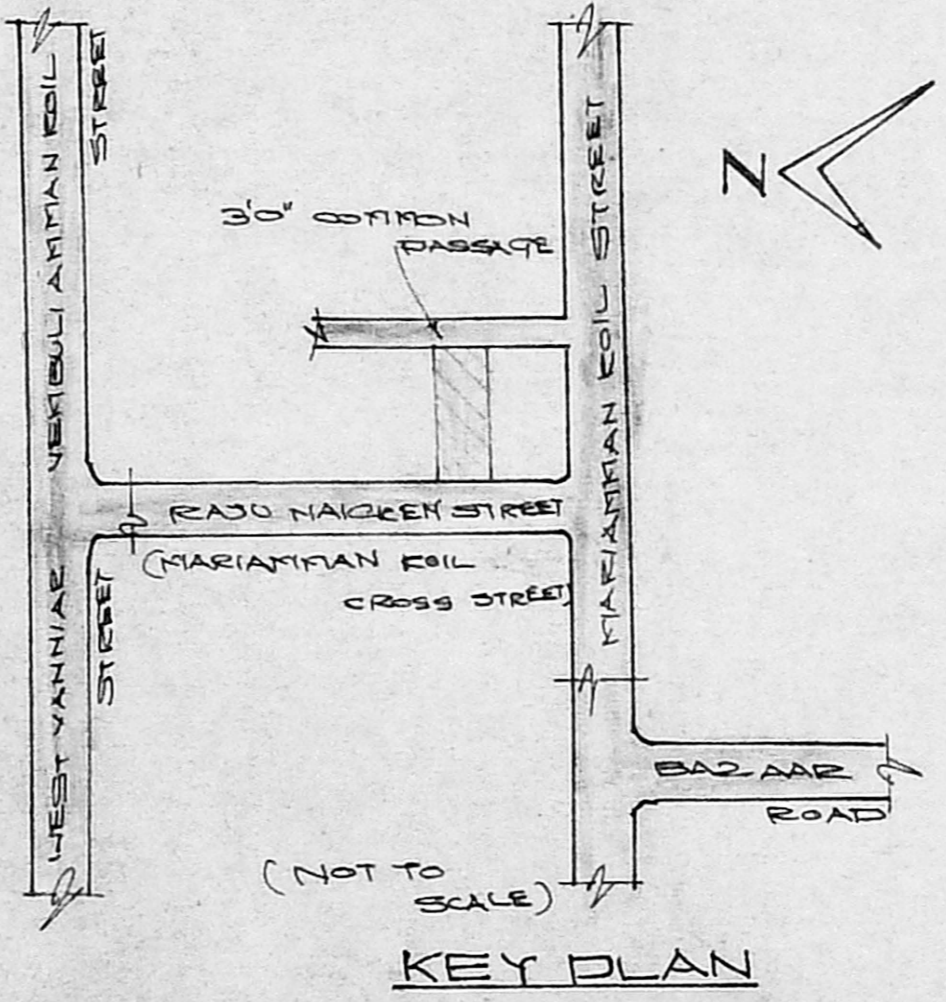 VEMBULI AMMAN KOIL
STREET
MARIAMMAN KOIL STREET
N
3'0" COMMON
PASSAGE
RAJU NAICKEN STREET
(MARIAMMAN KOIL
CROSS STREET)
WEST VANNIAR
STREET
BAZAAR
ROAD
(NOT TO
SCALE)
KEY PLAN